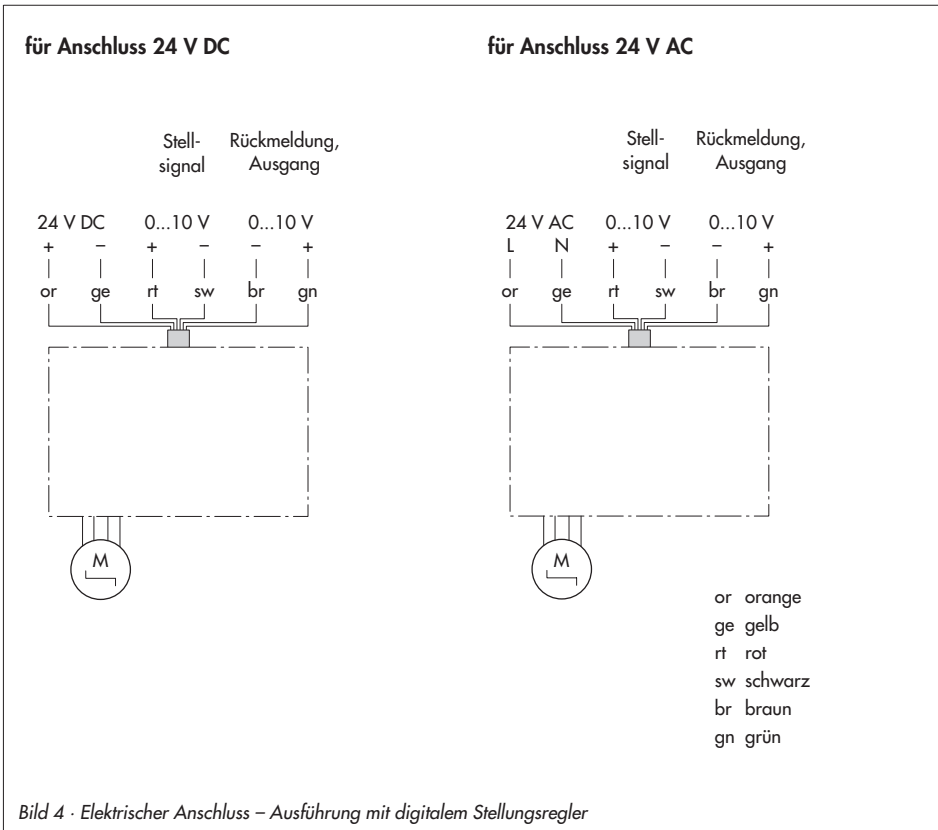 für Anschluss 24 V DC
Stell-
signal
Rückmeldung,
Ausgang
24 V DC 0...10 V 0...10 V
+ – + – – +
or ge rt sw br gn
M
für Anschluss 24 V AC
Stell-
signal
Rückmeldung,
Ausgang
24 V AC 0...10 V 0...10 V
L N + – – +
or ge rt sw br gn
M
or orange
ge gelb
rt rot
sw schwarz
br braun
gn grün
Bild 4 · Elektrischer Anschluss – Ausführung mit digitalem Stellungsregler